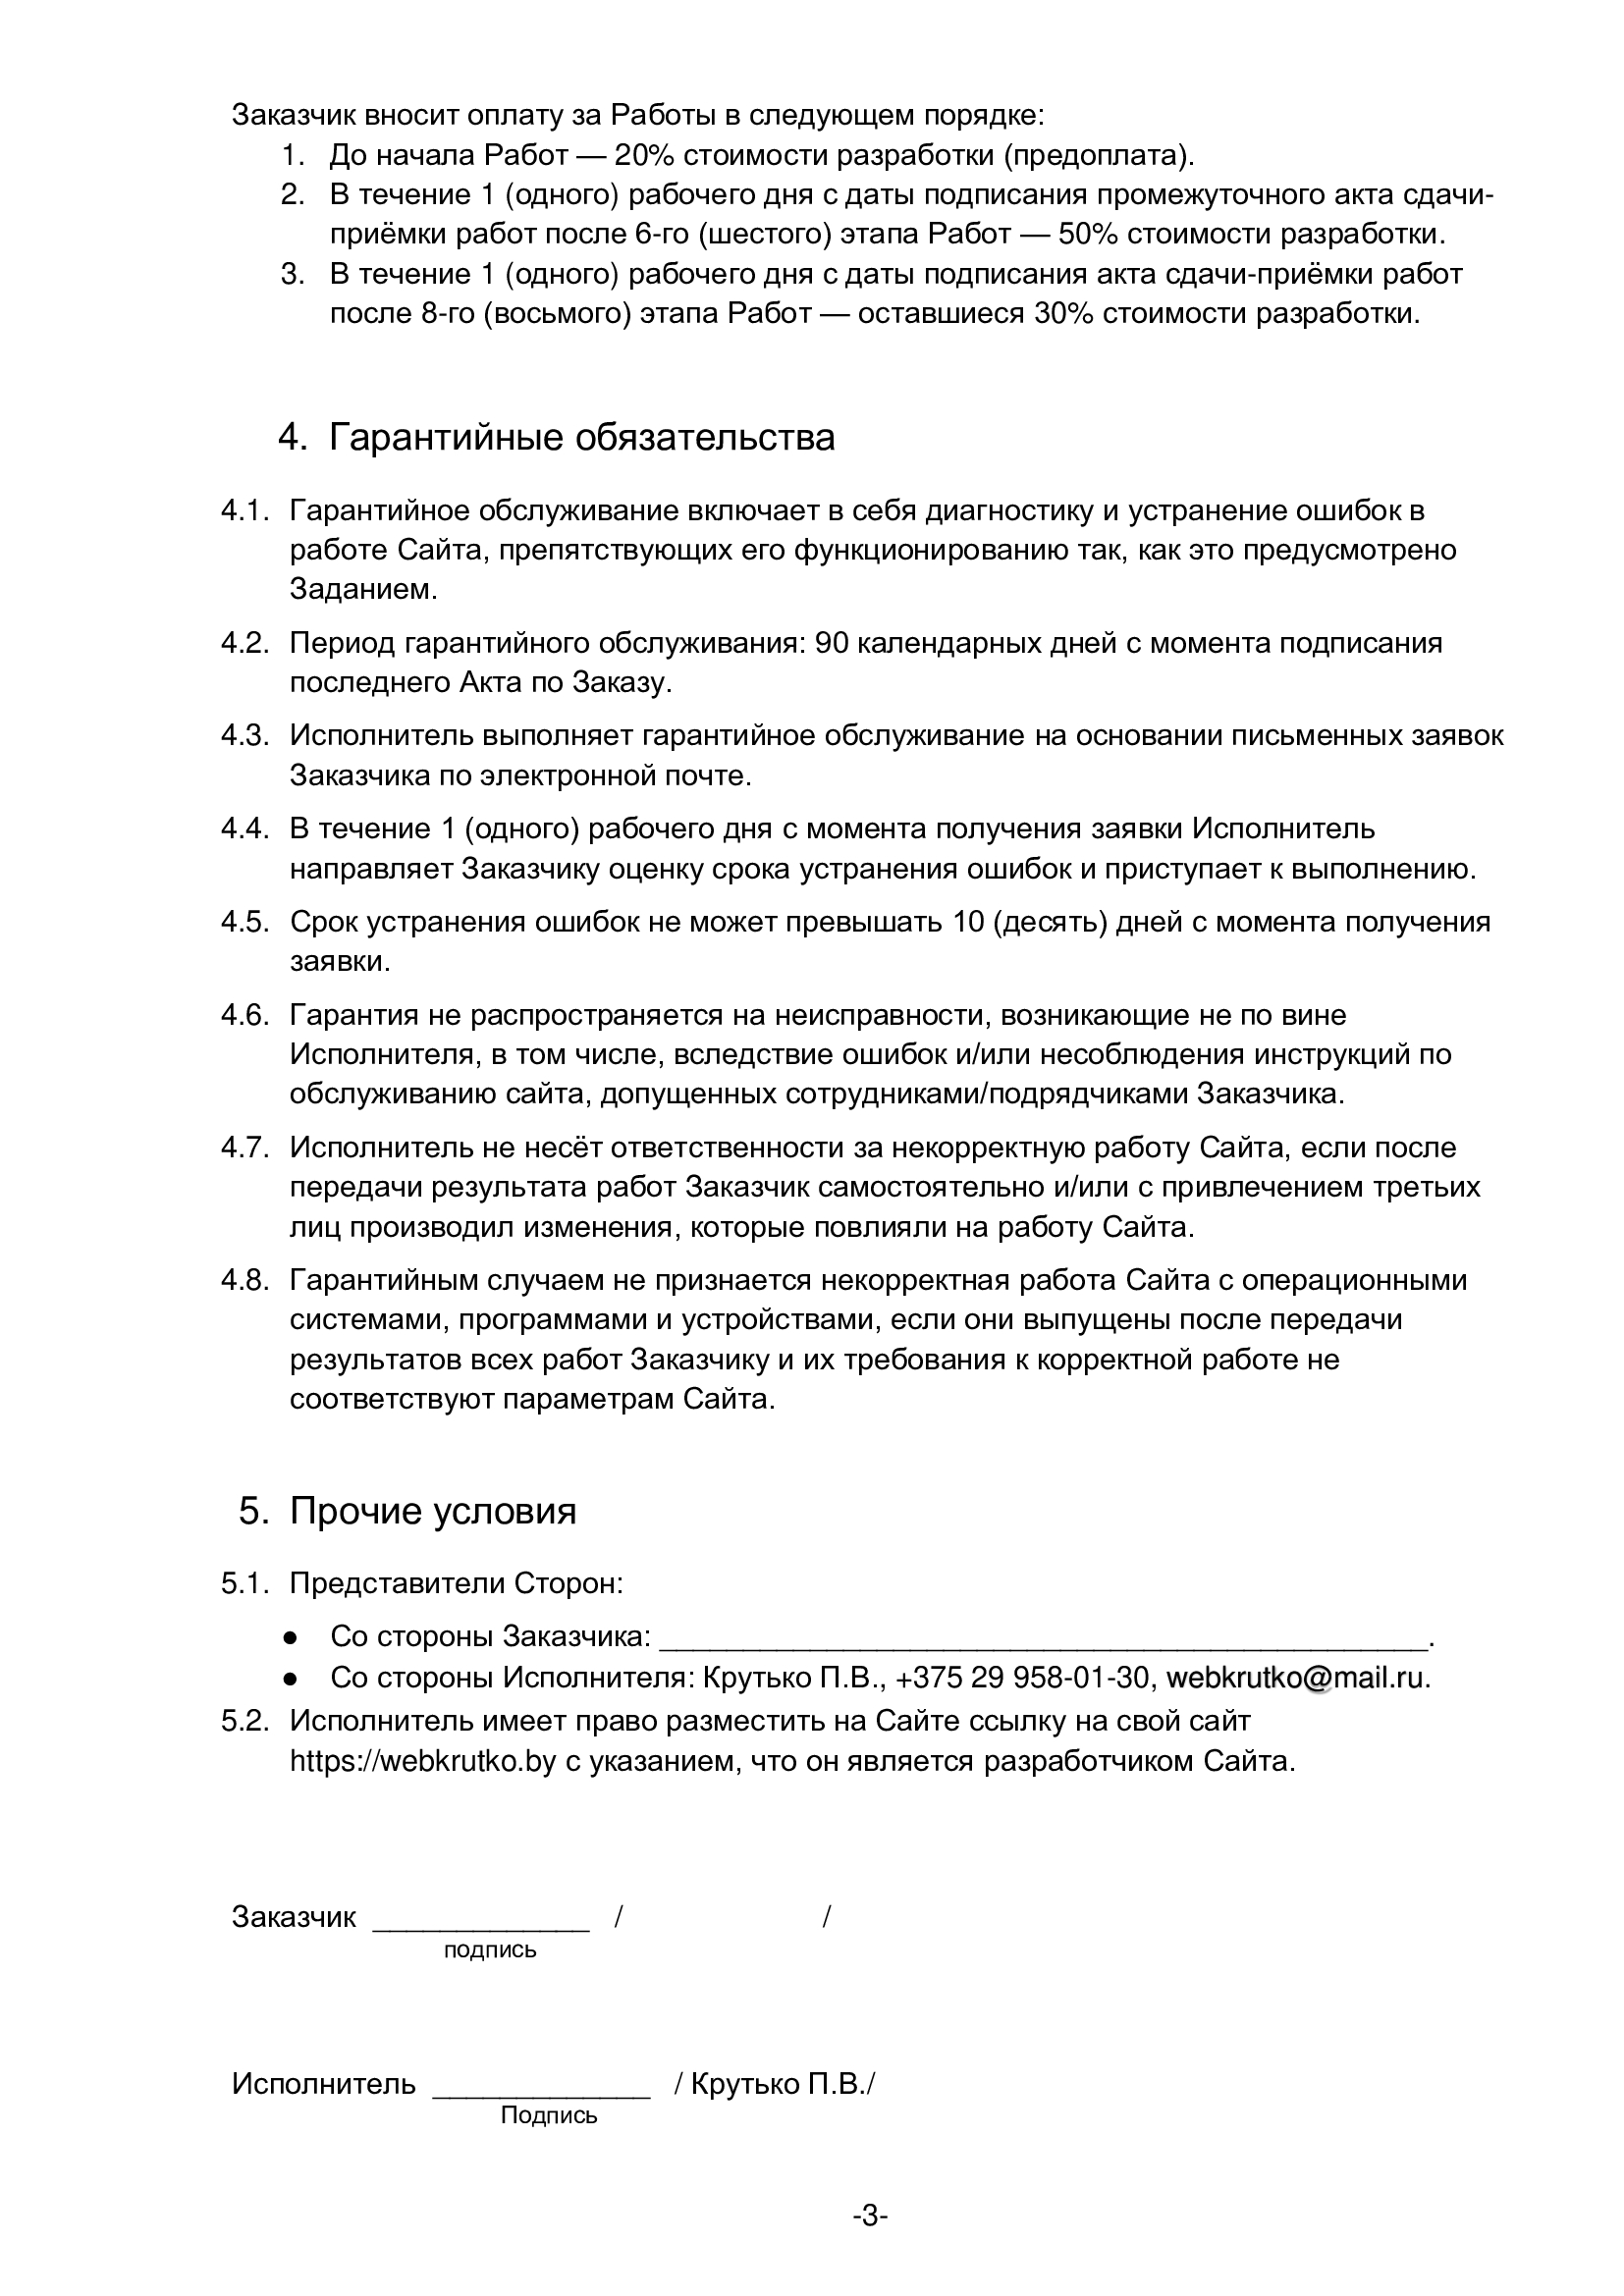 Заказчик вносит оплату за Работы в следующем порядке:
1. До начала Работ — 20% стоимости разработки (предоплата).
2. В течение 1 (одного) рабочего дня с даты подписания промежуточного акта сдачи-
приёмки работ после 6-го (шестого) этапа Работ — 50% стоимости разработки.
3. В течение 1 (одного) рабочего дня с даты подписания акта сдачи-приёмки работ
после 8-го (восьмого) этапа Работ — оставшиеся 30% стоимости разработки.
4. Гарантийные обязательства
4.1. Гарантийное обслуживание включает в себя диагностику и устранение ошибок в
работе Сайта, препятствующих его функционированию так, как это предусмотрено
Заданием.
4.2. Период гарантийного обслуживания: 90 календарных дней с момента подписания
последнего Акта по Заказу.
4.3. Исполнитель выполняет гарантийное обслуживание на основании письменных заявок
Заказчика по электронной почте.
4.4. В течение 1 (одного) рабочего дня с момента получения заявки Исполнитель
направляет Заказчику оценку срока устранения ошибок и приступает к выполнению.
4.5. Срок устранения ошибок не может превышать 10 (десять) дней с момента получения
заявки.
4.6. Гарантия не распространяется на неисправности, возникающие не по вине
Исполнителя, в том числе, вследствие ошибок и/или несоблюдения инструкций по
обслуживанию сайта, допущенных сотрудниками/подрядчиками Заказчика.
4.7. Исполнитель не несёт ответственности за некорректную работу Сайта, если после
передачи результата работ Заказчик самостоятельно и/или с привлечением третьих
лиц производил изменения, которые повлияли на работу Сайта.
4.8. Гарантийным случаем не признается некорректная работа Сайта с операционными
системами, программами и устройствами, если они выпущены после передачи
результатов всех работ Заказчику и их требования к корректной работе не
соответствуют параметрам Сайта.
5. Прочие условия
5.1. Представители Сторон:
● Со стороны Заказчика: ______________________________________________.
● Со стороны Исполнителя: Крутько П.В., +375 29 958-01-30, webkrutko@mail.ru.
5.2. Исполнитель имеет право разместить на Сайте ссылку на свой сайт
https://webkrutko.by с указанием, что он является разработчиком Сайта.
Заказчик _____________ / /
подпись
Исполнитель _____________ / Крутько П.В./
Подпись
-3-